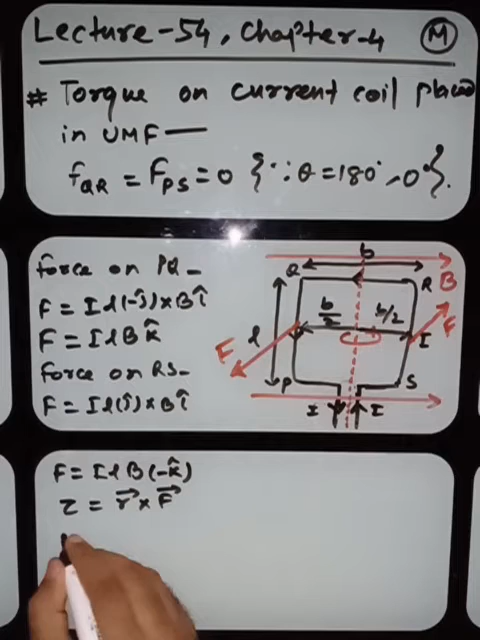 Lecture-54, Chapter-4 M
# Torque on current coil placed
in UMF—
FQR = FPS = 0 {∵ θ = 180°, 0°}.
force on PQ-
F = Il(-ĵ)×Bî
F = IlB k̂
force on RS-
F = Il(ĵ)×Bî
b
Q R B
b/2 b/2 F
l I
F
P S
I I
F = IlB(-k̂)
τ = r⃗ × F⃗